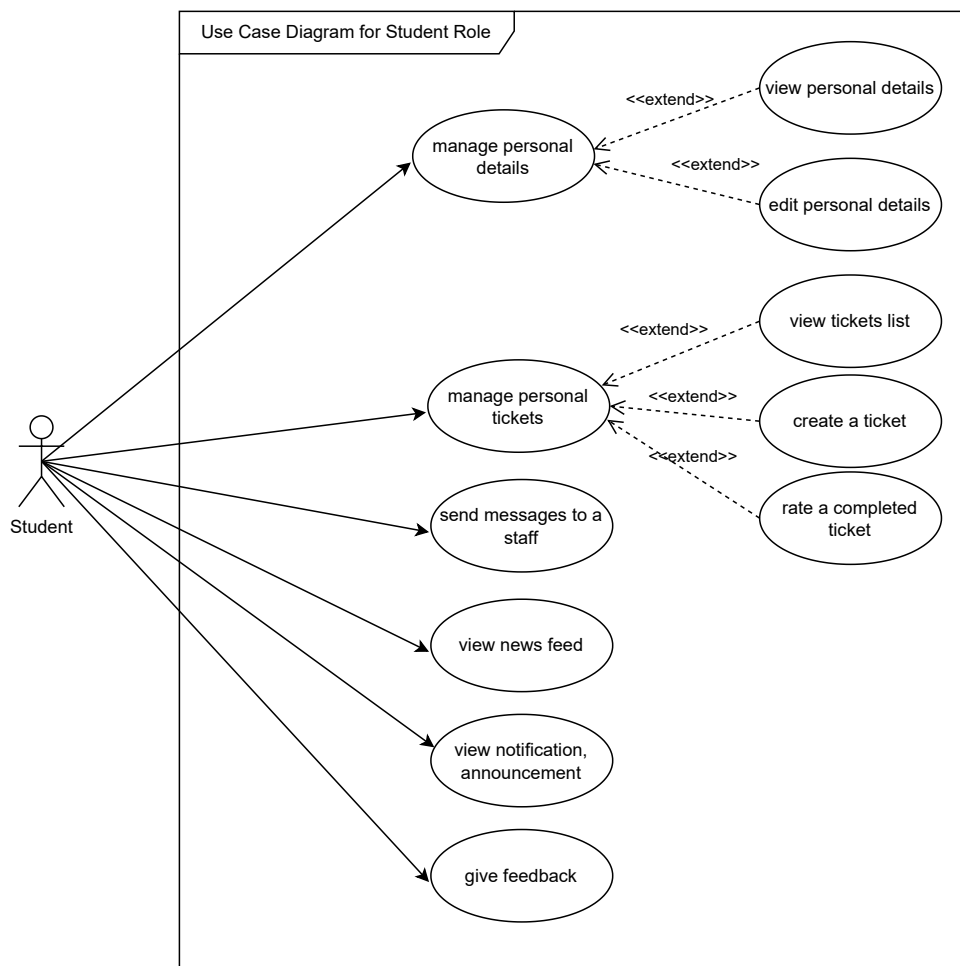 Use Case Diagram for Student Role
view personal details
<<extend>>
manage personal
details
<<extend>>
edit personal details
view tickets list
<<extend>>
manage personal
tickets
<<extend>>
create a ticket
<<extend>>
rate a completed
ticket
Student
send messages to a
staff
view news feed
view notification,
announcement
give feedback